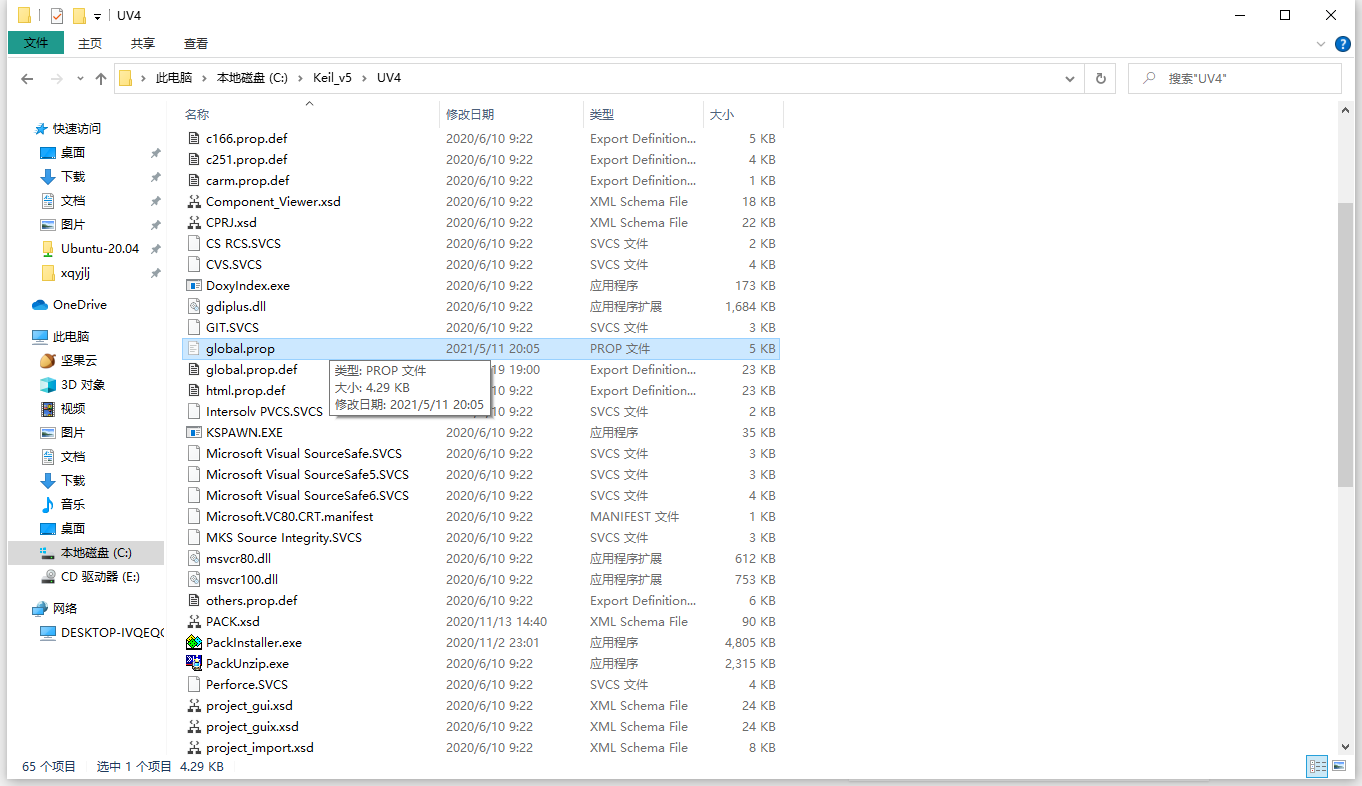 UV4
文件 主页 共享 查看
此电脑 > 本地磁盘 (C:) > Keil_v5 > UV4
搜索"UV4"
快速访问
桌面
下载
文档
图片
Ubuntu-20.04
xqyjlj
OneDrive
此电脑
坚果云
3D 对象
视频
图片
文档
下载
音乐
桌面
本地磁盘 (C:)
CD 驱动器 (E:)
网络
DESKTOP-IVQEQ
名称 修改日期 类型 大小
c166.prop.def 2020/6/10 9:22 Export Definition... 5 KB
c251.prop.def 2020/6/10 9:22 Export Definition... 4 KB
carm.prop.def 2020/6/10 9:22 Export Definition... 1 KB
Component_Viewer.xsd 2020/6/10 9:22 XML Schema File 18 KB
CPRJ.xsd 2020/6/10 9:22 XML Schema File 22 KB
CS RCS.SVCS 2020/6/10 9:22 SVCS 文件 2 KB
CVS.SVCS 2020/6/10 9:22 SVCS 文件 4 KB
DoxyIndex.exe 2020/6/10 9:22 应用程序 173 KB
gdiplus.dll 2020/6/10 9:22 应用程序扩展 1,684 KB
GIT.SVCS 2020/6/10 9:22 SVCS 文件 3 KB
global.prop 2021/5/11 20:05 PROP 文件 5 KB
global.prop.def 19 19:00 Export Definition... 23 KB
html.prop.def 0 9:22 Export Definition... 23 KB
Intersolv PVCS.SVCS 0 9:22 SVCS 文件 2 KB
类型: PROP 文件
大小: 4.29 KB
修改日期: 2021/5/11 20:05
KSPAWN.EXE 2020/6/10 9:22 应用程序 35 KB
Microsoft Visual SourceSafe.SVCS 2020/6/10 9:22 SVCS 文件 3 KB
Microsoft Visual SourceSafe5.SVCS 2020/6/10 9:22 SVCS 文件 3 KB
Microsoft Visual SourceSafe6.SVCS 2020/6/10 9:22 SVCS 文件 4 KB
Microsoft.VC80.CRT.manifest 2020/6/10 9:22 MANIFEST 文件 1 KB
MKS Source Integrity.SVCS 2020/6/10 9:22 SVCS 文件 3 KB
msvcr80.dll 2020/6/10 9:22 应用程序扩展 612 KB
msvcr100.dll 2020/6/10 9:22 应用程序扩展 753 KB
others.prop.def 2020/6/10 9:22 Export Definition... 6 KB
PACK.xsd 2020/11/13 14:40 XML Schema File 90 KB
PackInstaller.exe 2020/11/2 23:01 应用程序 4,805 KB
PackUnzip.exe 2020/6/10 9:22 应用程序 2,315 KB
Perforce.SVCS 2020/6/10 9:22 SVCS 文件 4 KB
project_gui.xsd 2020/6/10 9:22 XML Schema File 24 KB
project_guix.xsd 2020/6/10 9:22 XML Schema File 24 KB
project_import.xsd 2020/6/10 9:22 XML Schema File 8 KB
65 个项目 选中 1 个项目 4.29 KB